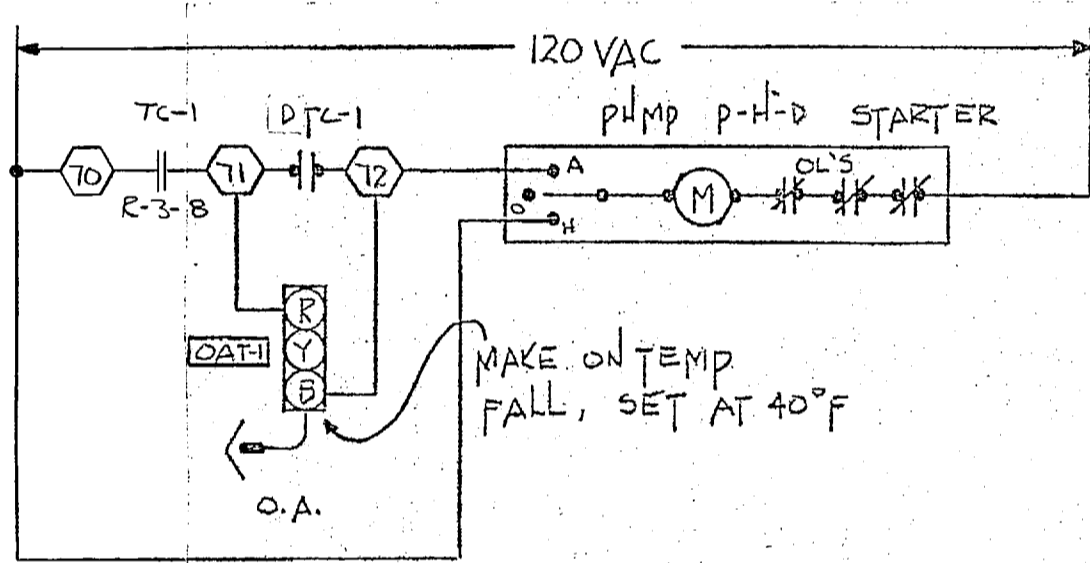 120 VAC
TC-1
DTC-1
PUMP P-H-D STARTER
70
71
72
R-3-8
A
O
H
M
OL'S
R
Y
B
OAT-1
MAKE ON TEMP
FALL, SET AT 40°F
O.A.